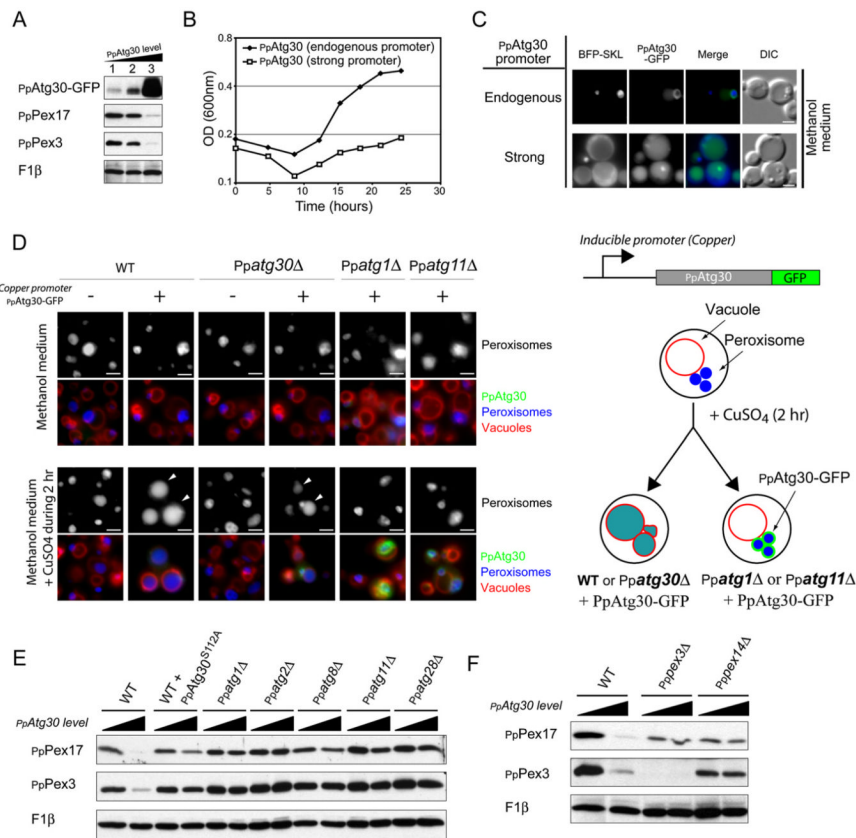 A
PpAtg30 level
1 2 3
PpAtg30-GFP
PpPex17
PpPex3
F1β
B
PpAtg30 (endogenous promoter)
PpAtg30 (strong promoter)
OD (600nm)
0.8
0.4
0.2
0.1
0 5 10 15 20 25 30
Time (hours)
C
PpAtg30
promoter
BFP-SKL
PpAtg30
-GFP
Merge
DIC
Endogenous
Strong
Methanol
medium
D
WT
Ppatg30Δ
Ppatg1Δ
Ppatg11Δ
Copper promoter
PpAtg30-GFP
- + - + + +
Methanol medium
Peroxisomes
PpAtg30
Peroxisomes
Vacuoles
Methanol medium
+ CuSO4 during 2 hr
Peroxisomes
PpAtg30
Peroxisomes
Vacuoles
Inducible promoter (Copper)
PpAtg30
GFP
Vacuole
Peroxisome
+ CuSO4 (2 hr)
PpAtg30-GFP
WT or Ppatg30Δ
+ PpAtg30-GFP
Ppatg1Δ or Ppatg11Δ
+ PpAtg30-GFP
E
WT
WT +
PpAtg30S112A
Ppatg1Δ
Ppatg2Δ
Ppatg8Δ
Ppatg11Δ
Ppatg28Δ
PpAtg30 level
PpPex17
PpPex3
F1β
F
WT
Pppex3Δ
Pppex14Δ
PpAtg30 level
PpPex17
PpPex3
F1β